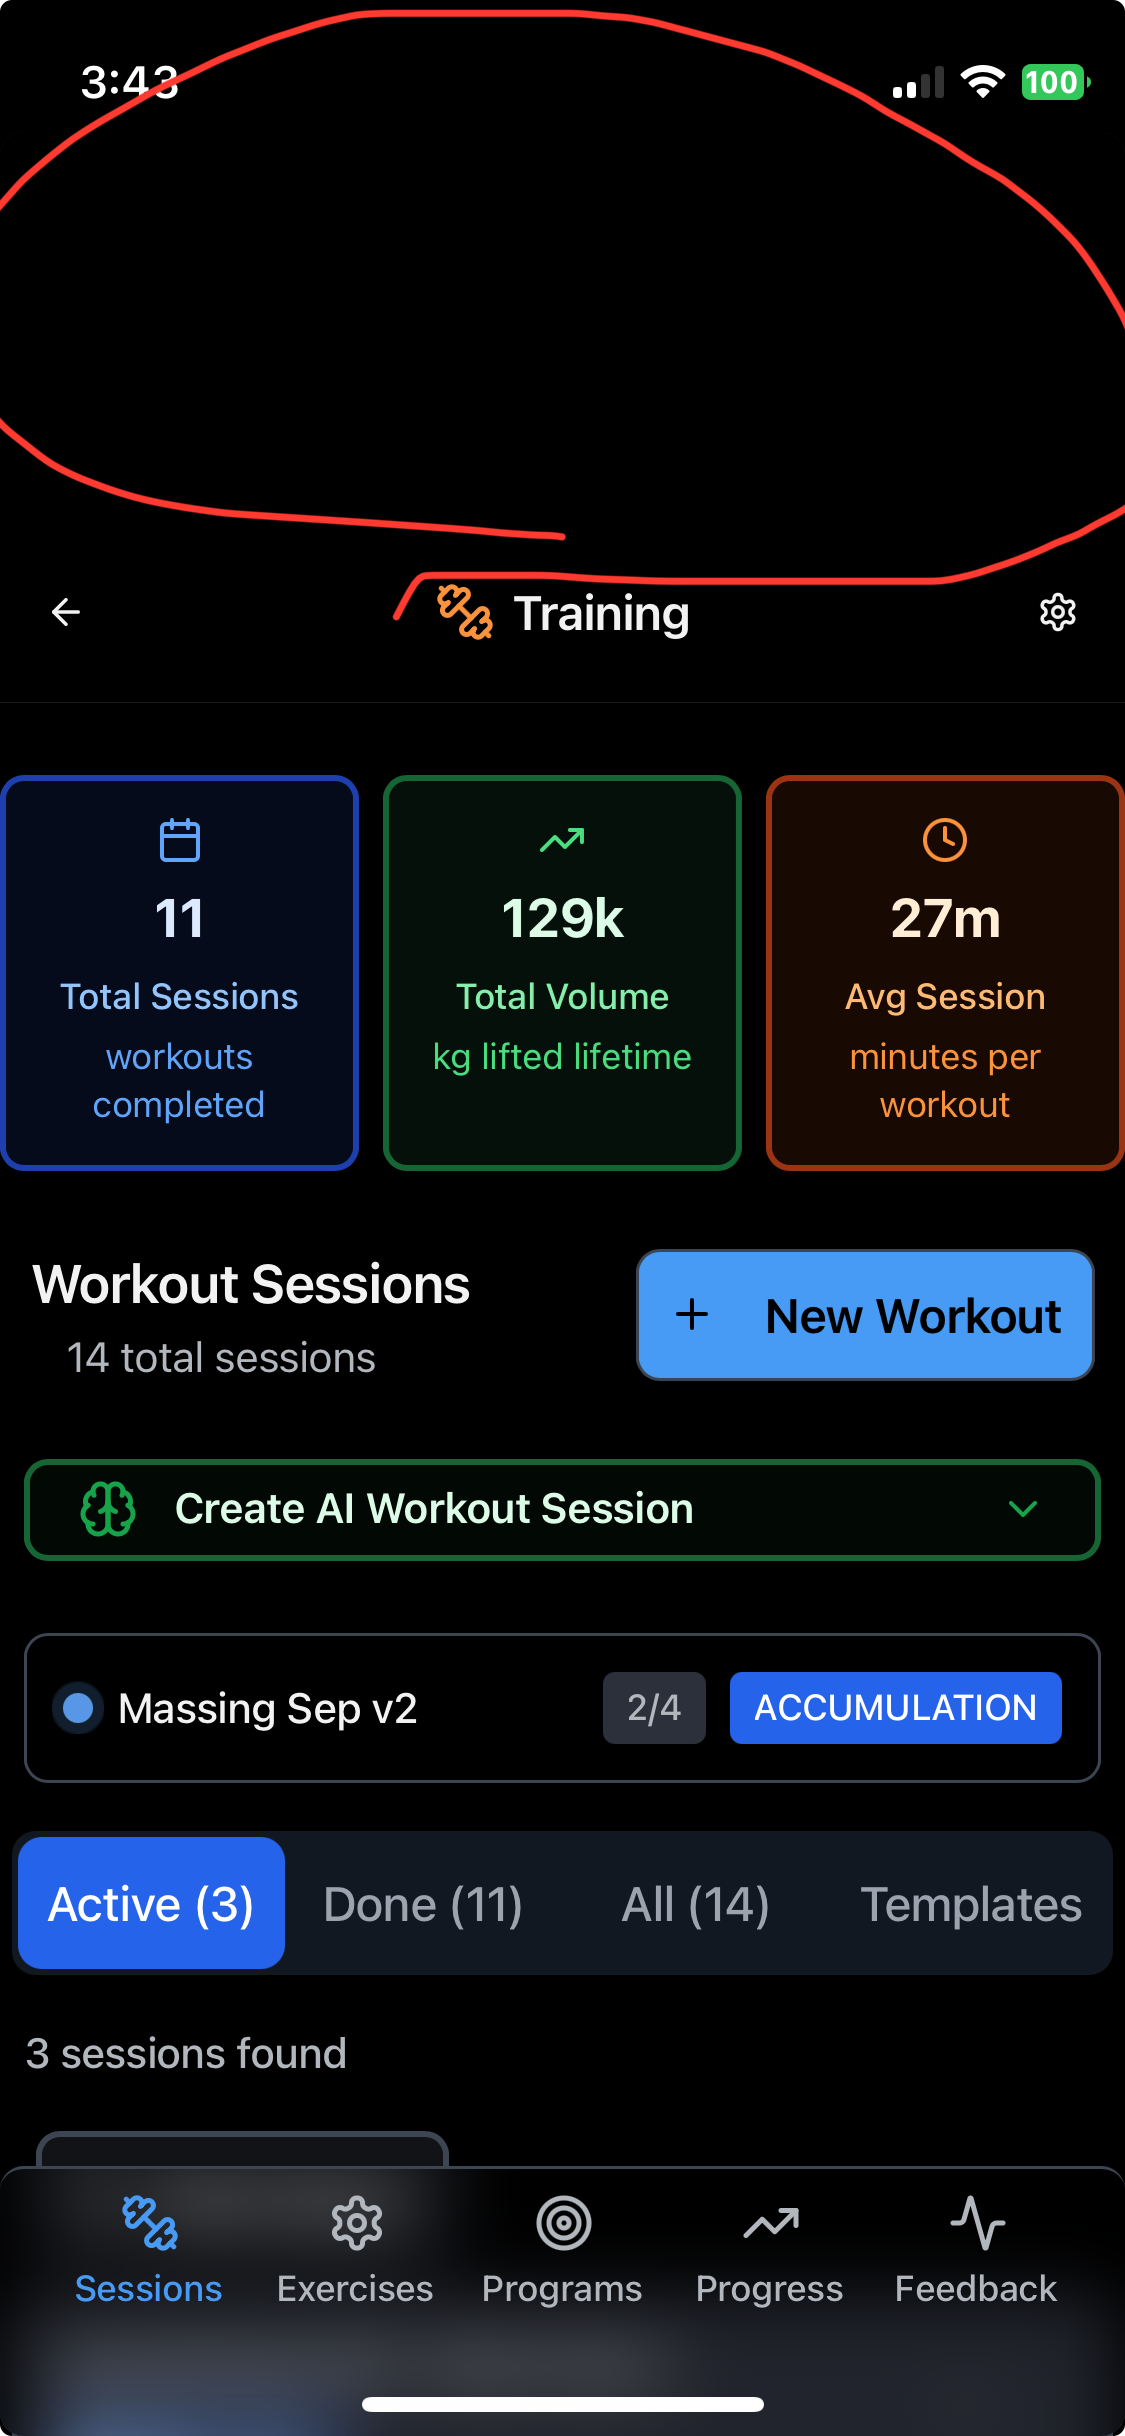 3:43
100
Training
11
Total Sessions
workouts
completed
129k
Total Volume
kg lifted lifetime
27m
Avg Session
minutes per
workout
Workout Sessions
14 total sessions
+ New Workout
Create AI Workout Session
Massing Sep v2
2/4
ACCUMULATION
Active (3)
Done (11)
All (14)
Templates
3 sessions found
Sessions
Exercises
Programs
Progress
Feedback